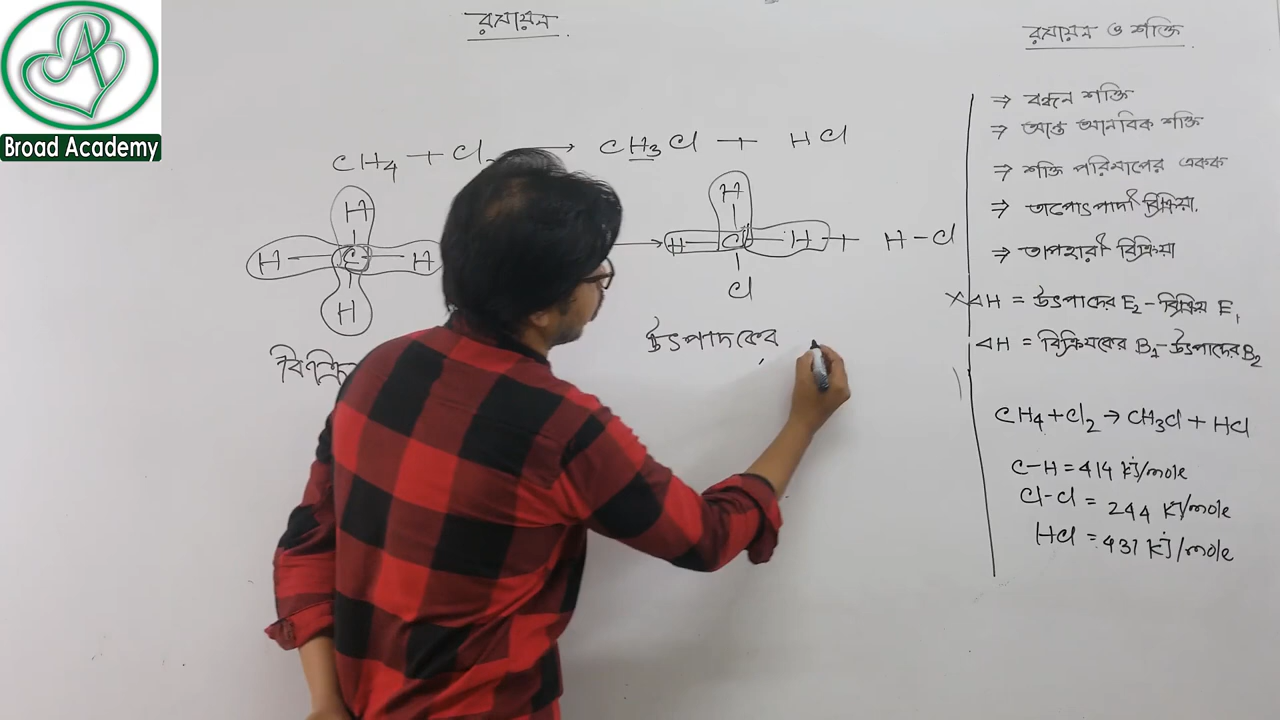 Broad Academy
রসায়ন
CH4 + Cl → CH3Cl + HCl
H
H C H
H
H
H C H + H-Cl
Cl
উৎপাদকের
রসায়ন ও শক্তি
⇒ বন্ধন শক্তি
⇒ আন্ত আনবিক শক্তি
⇒ শক্তি পরিমাপের একক
⇒ তাপোৎপাদী বিক্রিয়া.
⇒ তাপহারী বিক্রিয়া
ΔH = উৎপাদের E2 - বিক্রিয় E1
ΔH = বিক্রিয়কের B1 - উৎপাদের B2
CH4 + Cl2 → CH3Cl + HCl
C-H = 414 kJ/mole
Cl-Cl = 244 KJ/mole
HCl = 431 kJ/mole